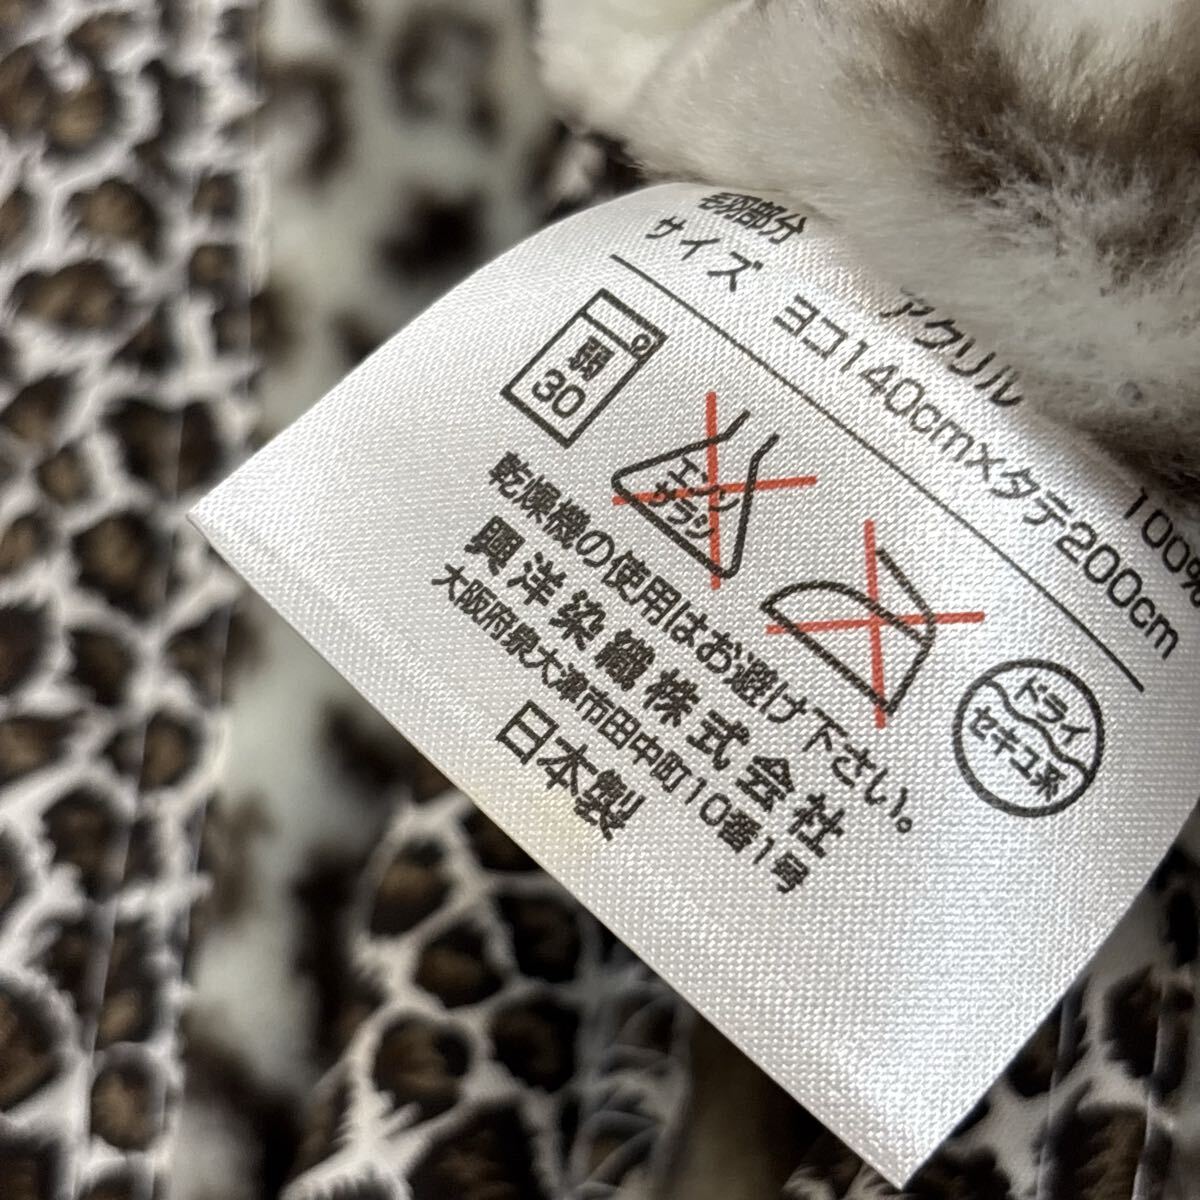 毛羽部分 アクリル 100%
サイズ ヨコ140cm×タテ200cm
弱
30
エンソ
サラシ
ドライ
セキユ系
乾燥機の使用はお避け下さい。
興洋染織株式会社
大阪府泉大津市田中町10番1号
日本製